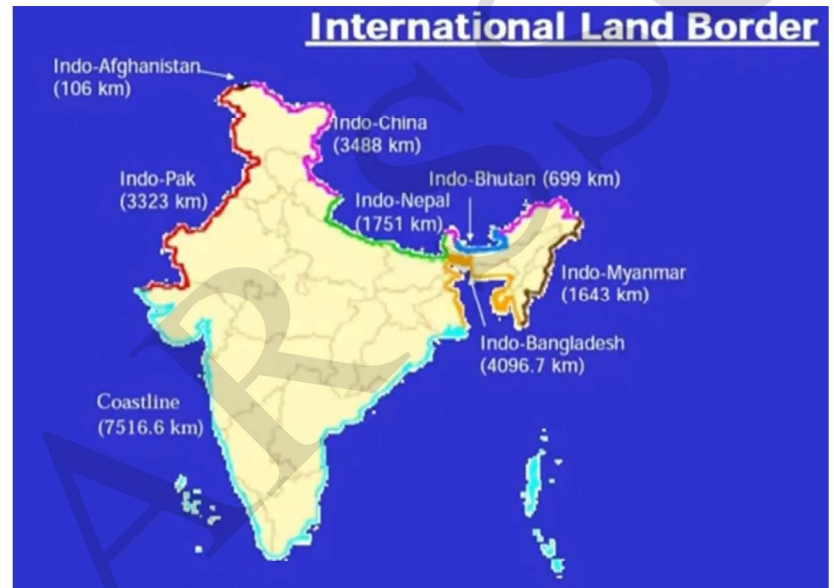 International Land Border
Indo-Afghanistan
(106 km)
Indo-China
(3488 km)
Indo-Pak
(3323 km)
Indo-Bhutan (699 km)
Indo-Nepal
(1751 km)
Indo-Myanmar
(1643 km)
Indo-Bangladesh
(4096.7 km)
Coastline
(7516.6 km)